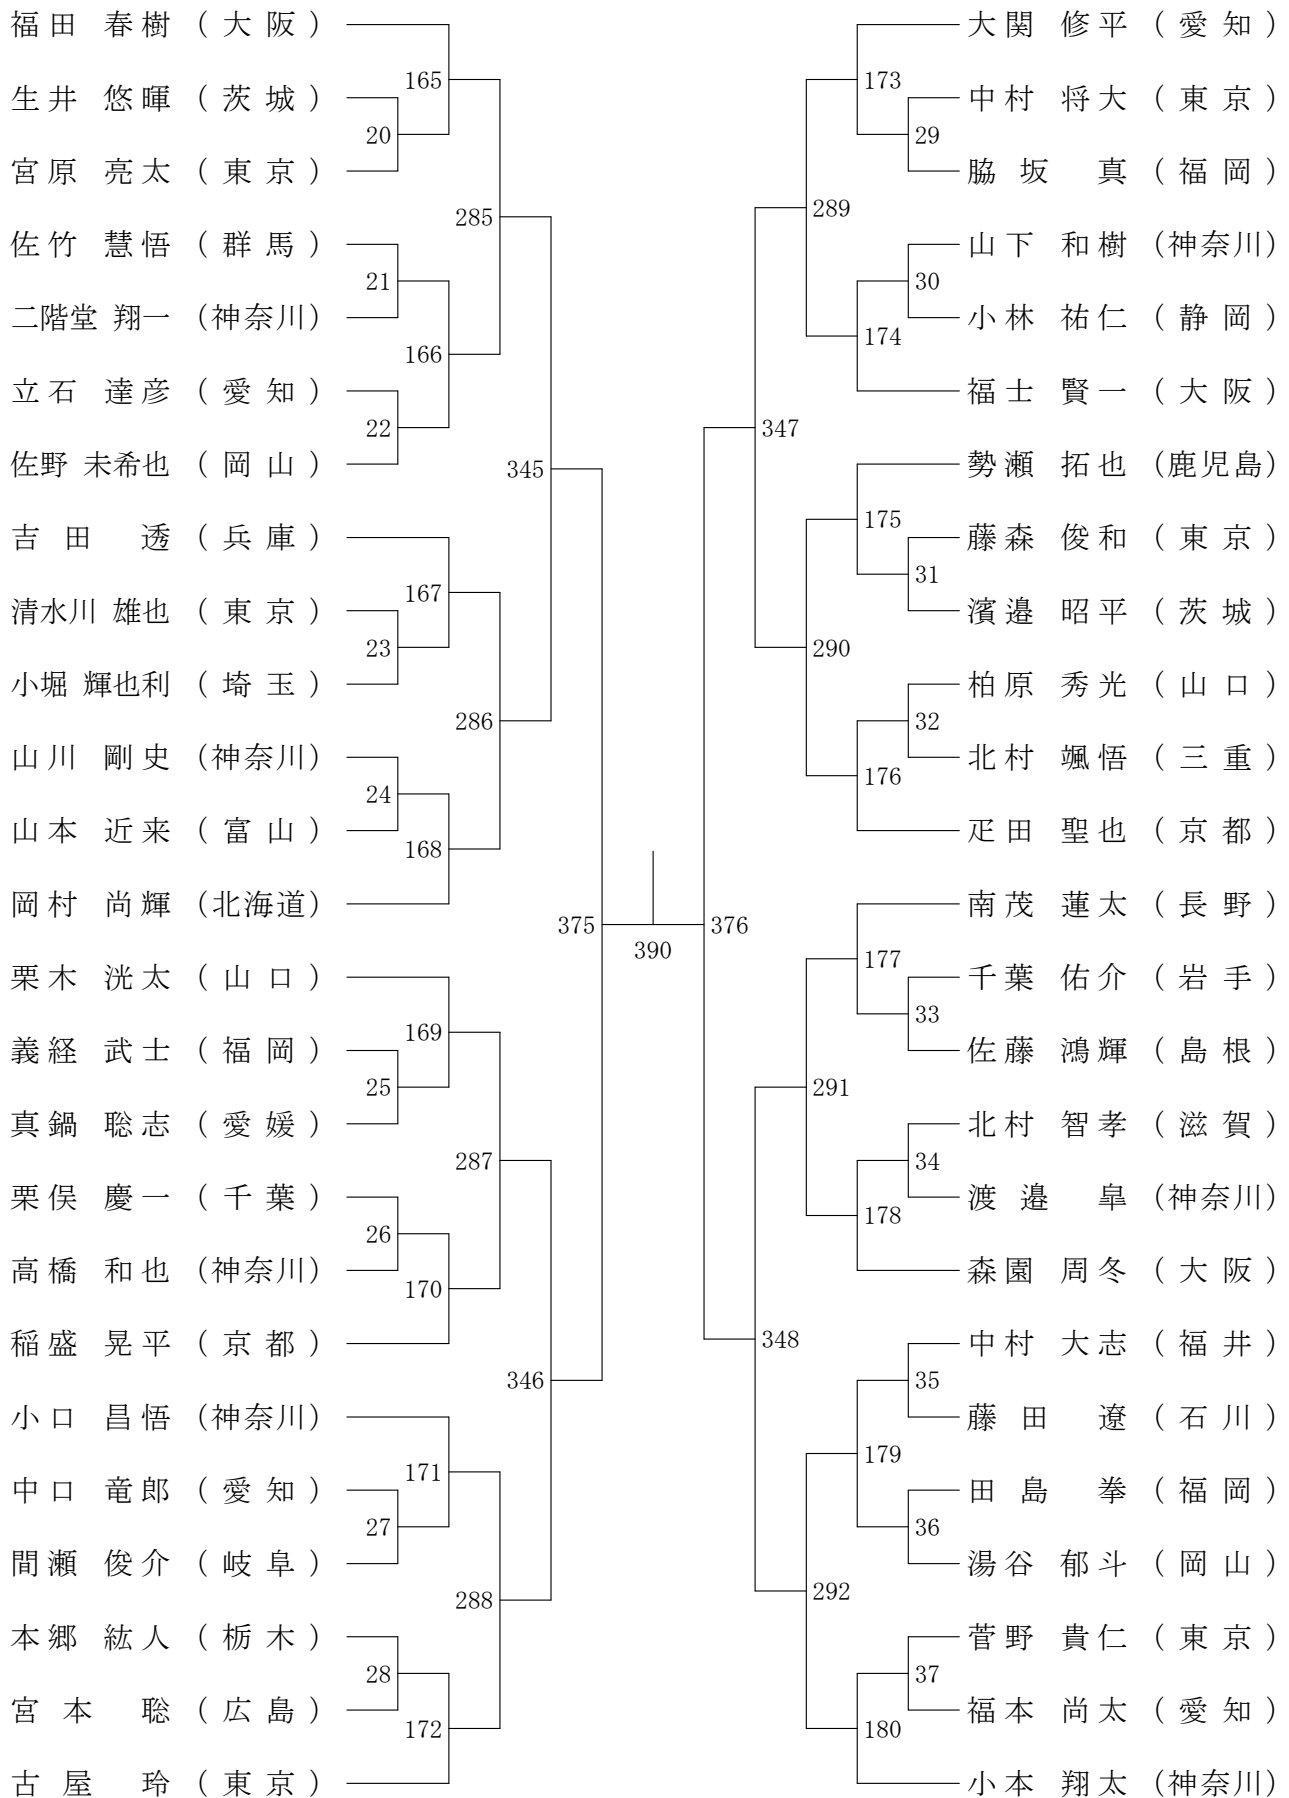 福田 春樹 (大阪)
生井 悠暉 (茨城)
宮原 亮太 (東京)
佐竹 慧悟 (群馬)
二階堂 翔一 (神奈川)
立石 達彦 (愛知)
佐野 未希也 (岡山)
吉田 透 (兵庫)
清水川 雄也 (東京)
小堀 輝也利 (埼玉)
山川 剛史 (神奈川)
山本 近来 (富山)
岡村 尚輝 (北海道)
栗木 洸太 (山口)
義経 武士 (福岡)
真鍋 聡志 (愛媛)
栗俣 慶一 (千葉)
高橋 和也 (神奈川)
稲盛 晃平 (京都)
小口 昌悟 (神奈川)
中口 竜郎 (愛知)
間瀬 俊介 (岐阜)
本郷 紘人 (栃木)
宮本 聡 (広島)
古屋 玲 (東京)
20
21
22
23
24
25
26
27
28
165
166
167
168
169
170
171
172
285
286
287
288
345
346
375
390
376
347
348
289
290
291
292
173
174
175
176
177
178
179
180
29
30
31
32
33
34
35
36
37
大関 修平 (愛知)
中村 将大 (東京)
脇坂 真 (福岡)
山下 和樹 (神奈川)
小林 祐仁 (静岡)
福士 賢一 (大阪)
勢瀬 拓也 (鹿児島)
藤森 俊和 (東京)
濱邉 昭平 (茨城)
柏原 秀光 (山口)
北村 颯悟 (三重)
疋田 聖也 (京都)
南茂 蓮太 (長野)
千葉 佑介 (岩手)
佐藤 鴻輝 (島根)
北村 智孝 (滋賀)
渡邉 皐 (神奈川)
森園 周冬 (大阪)
中村 大志 (福井)
藤田 遼 (石川)
田島 拳 (福岡)
湯谷 郁斗 (岡山)
菅野 貴仁 (東京)
福本 尚太 (愛知)
小本 翔太 (神奈川)